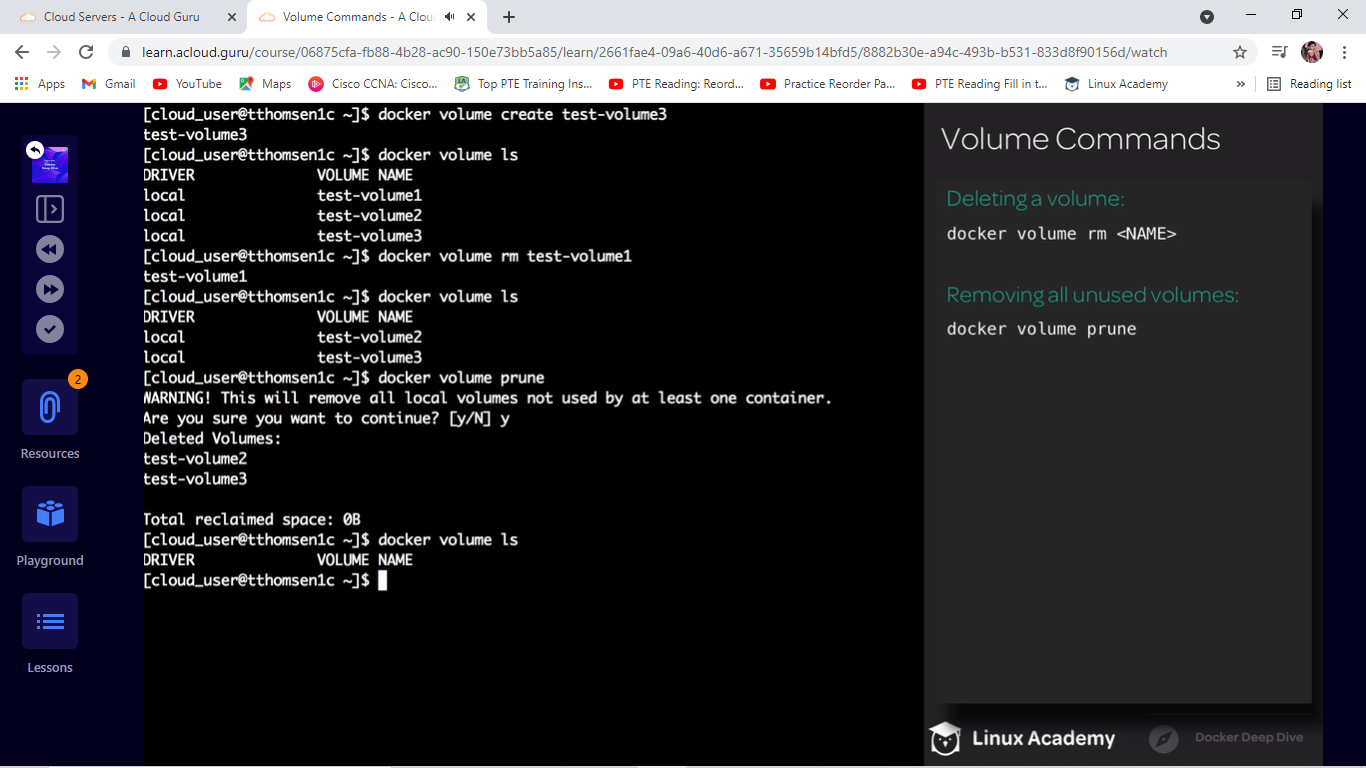 Cloud Servers - A Cloud Guru
Volume Commands - A Clou
learn.acloud.guru/course/06875cfa-fb88-4b28-ac90-150e73bb5a85/learn/2661fae4-09a6-40d6-a671-35659b14bfd5/8882b30e-a94c-493b-b531-833d8f90156d/watch
Apps Gmail YouTube Maps Cisco CCNA: Cisco... Top PTE Training Ins... PTE Reading: Reord... Practice Reorder Pa... PTE Reading Fill in t... Linux Academy » Reading list
Docker
Deep Dive
2
Resources
Playground
Lessons
[cloud_user@tthomsen1c ~]$ docker volume create test-volume3
test-volume3
[cloud_user@tthomsen1c ~]$ docker volume ls
DRIVER VOLUME NAME
local test-volume1
local test-volume2
local test-volume3
[cloud_user@tthomsen1c ~]$ docker volume rm test-volume1
test-volume1
[cloud_user@tthomsen1c ~]$ docker volume ls
DRIVER VOLUME NAME
local test-volume2
local test-volume3
[cloud_user@tthomsen1c ~]$ docker volume prune
WARNING! This will remove all local volumes not used by at least one container.
Are you sure you want to continue? [y/N] y
Deleted Volumes:
test-volume2
test-volume3
Total reclaimed space: 0B
[cloud_user@tthomsen1c ~]$ docker volume ls
DRIVER VOLUME NAME
[cloud_user@tthomsen1c ~]$
Volume Commands
Deleting a volume:
docker volume rm <NAME>
Removing all unused volumes:
docker volume prune
Linux Academy
Docker Deep Dive